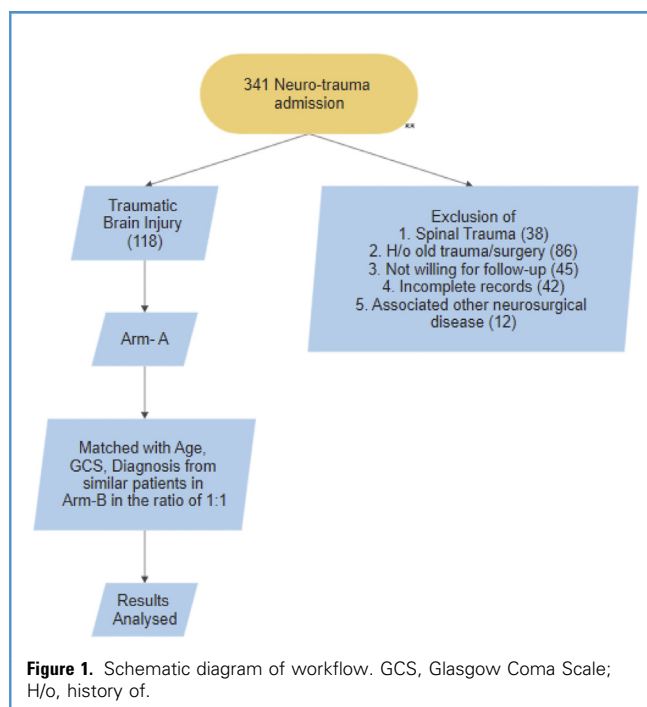 341 Neuro-trauma
admission
**
Traumatic
Brain Injury
(118)
Exclusion of
1. Spinal Trauma (38)
2. H/o old trauma/surgery (86)
3. Not willing for follow-up (45)
4. Incomplete records (42)
5. Associated other neurosurgical
disease (12)
Arm- A
Matched with Age,
GCS, Diagnosis from
similar patients in
Arm-B in the ratio of 1:1
Results
Analysed
Figure 1. Schematic diagram of workflow. GCS, Glasgow Coma Scale;
H/o, history of.